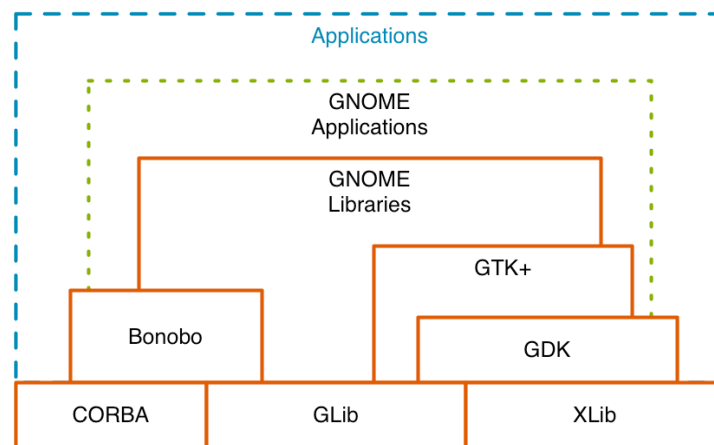 Applications
GNOME
Applications
GNOME
Libraries
GTK+
Bonobo
GDK
CORBA
GLib
XLib